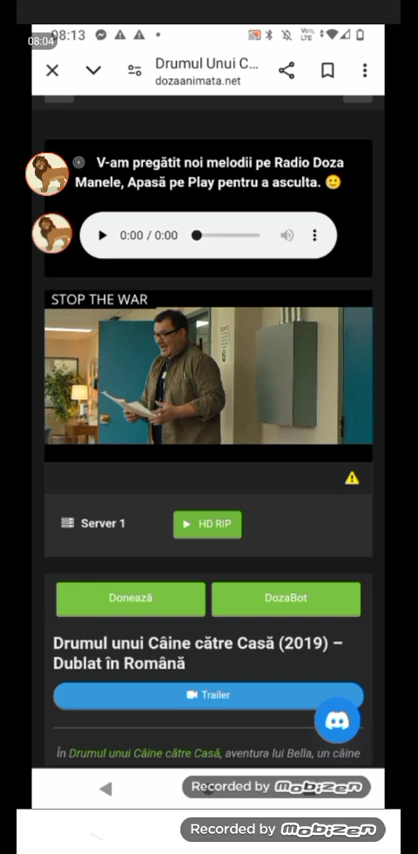 08:13
08:04
VoWi
LTE
Drumul Unui C...
dozaanimata.net
V-am pregătit noi melodii pe Radio Doza
Manele, Apasă pe Play pentru a asculta.
0:00 / 0:00
STOP THE WAR
Server 1
HD RIP
Donează
DozaBot
Drumul unui Câine către Casă (2019) –
Dublat în Română
Trailer
În Drumul unui Câine către Casă, aventura lui Bella, un câine
Recorded by mobizen
Recorded by mobizen